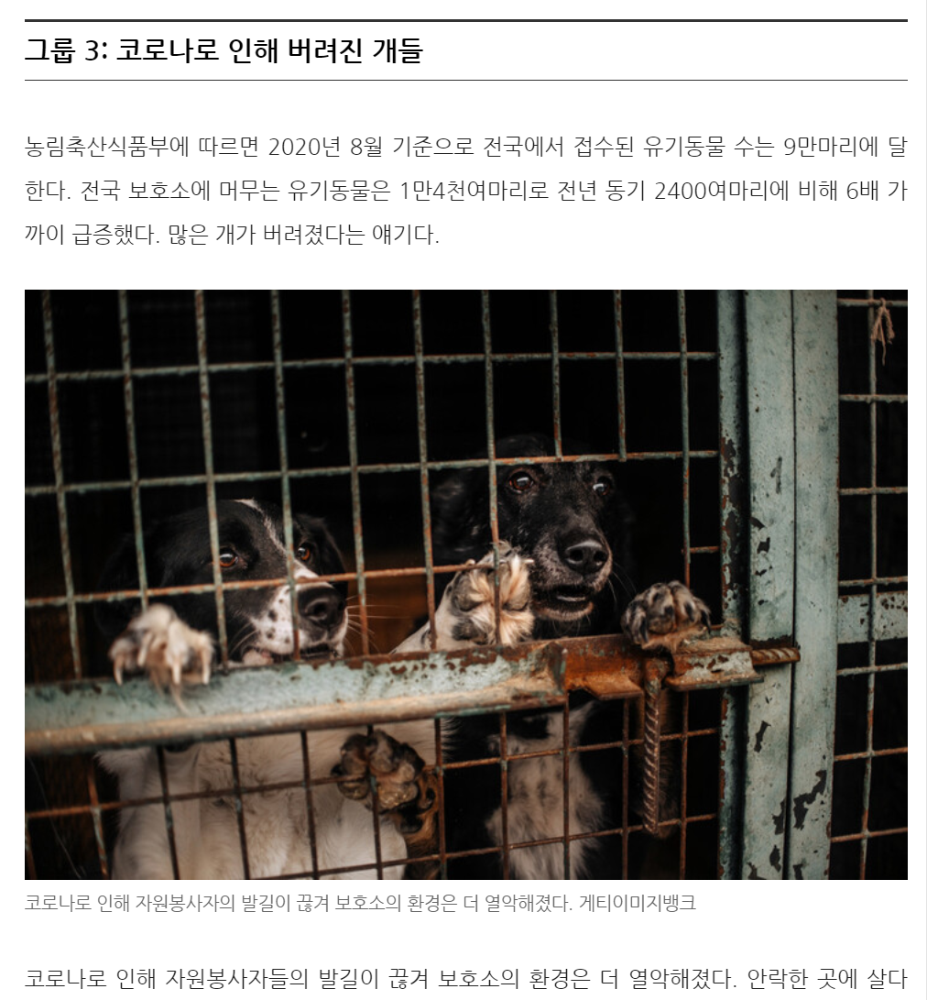 그룹 3: 코로나로 인해 버려진 개들
농림축산식품부에 따르면 2020년 8월 기준으로 전국에서 접수된 유기동물 수는 9만마리에 달
한다. 전국 보호소에 머무는 유기동물은 1만4천여마리로 전년 동기 2400여마리에 비해 6배 가
까이 급증했다. 많은 개가 버려졌다는 얘기다.
코로나로 인해 자원봉사자의 발길이 끊겨 보호소의 환경은 더 열악해졌다. 게티이미지뱅크
코로나로 인해 자원봉사자들의 발길이 끊겨 보호소의 환경은 더 열악해졌다. 안락한 곳에 살다